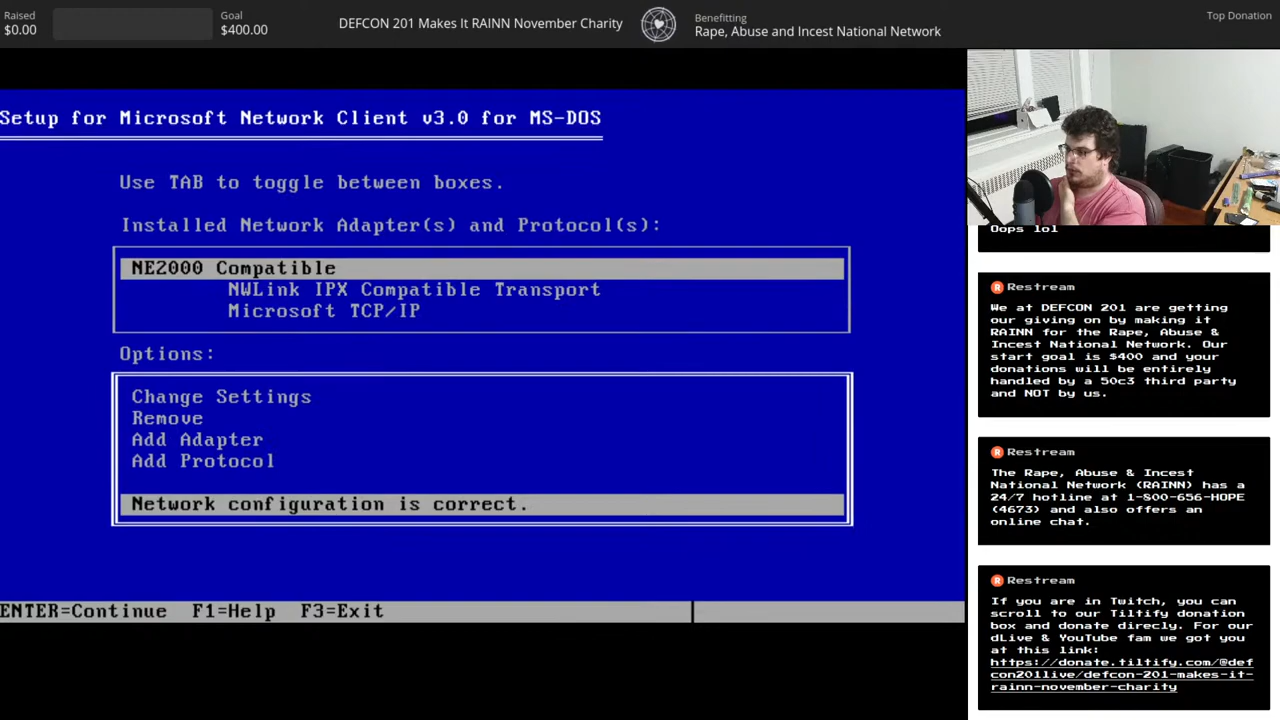 Raised
$0.00
Goal
$400.00
DEFCON 201 Makes It RAINN November Charity
Benefitting
Rape, Abuse and Incest National Network
Top Donation
Setup for Microsoft Network Client v3.0 for MS-DOS
Use TAB to toggle between boxes.
Installed Network Adapter(s) and Protocol(s):
NE2000 Compatible
NWLink IPX Compatible Transport
Microsoft TCP/IP
Options:
Change Settings
Remove
Add Adapter
Add Protocol
Network configuration is correct.
ENTER=Continue F1=Help F3=Exit
Oops lol
R Restream
We at DEFCON 201 are getting
our giving on by making it
RAINN for the Rape, Abuse &
Incest National Network. Our
start goal is $400 and your
donations will be entirely
handled by a 50c3 third party
and NOT by us.
R Restream
The Rape, Abuse & Incest
National Network (RAINN) has a
24/7 hotline at 1-800-656-HOPE
(4673) and also offers an
online chat.
R Restream
If you are in Twitch, you can
scroll to our Tiltify donation
box and donate direcly. For our
dLive & YouTube fam we got you
at this link:
https://donate.tiltify.com/@def
con201live/defcon-201-makes-it-
rainn-november-charity